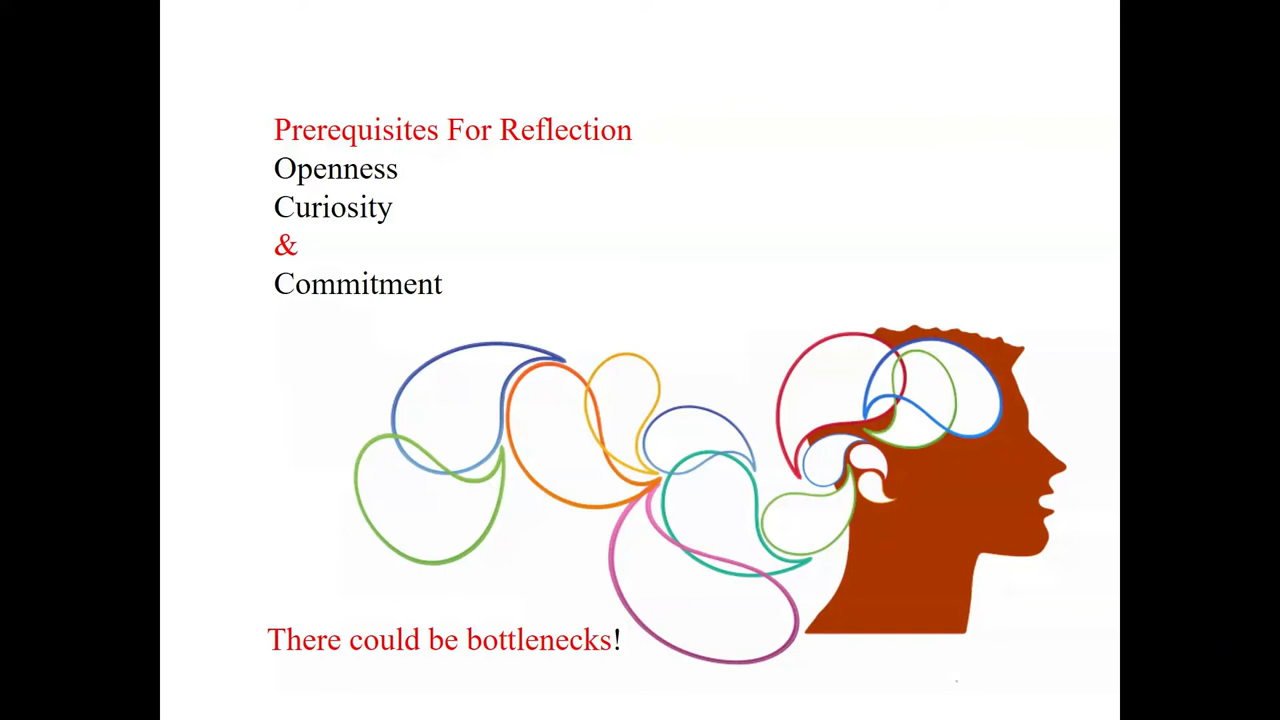 Prerequisites For Reflection
Openness
Curiosity
&
Commitment
There could be bottlenecks!